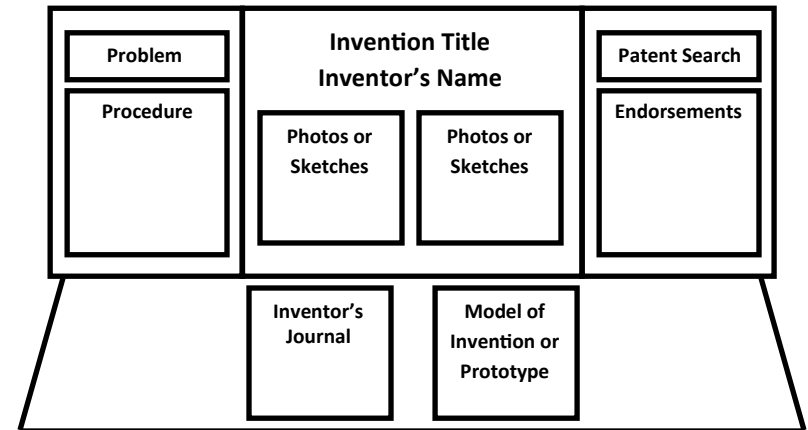 Problem
Procedure
Invention Title
Inventor’s Name
Photos or
Sketches
Photos or
Sketches
Patent Search
Endorsements
Inventor’s
Journal
Model of
Invention or
Prototype